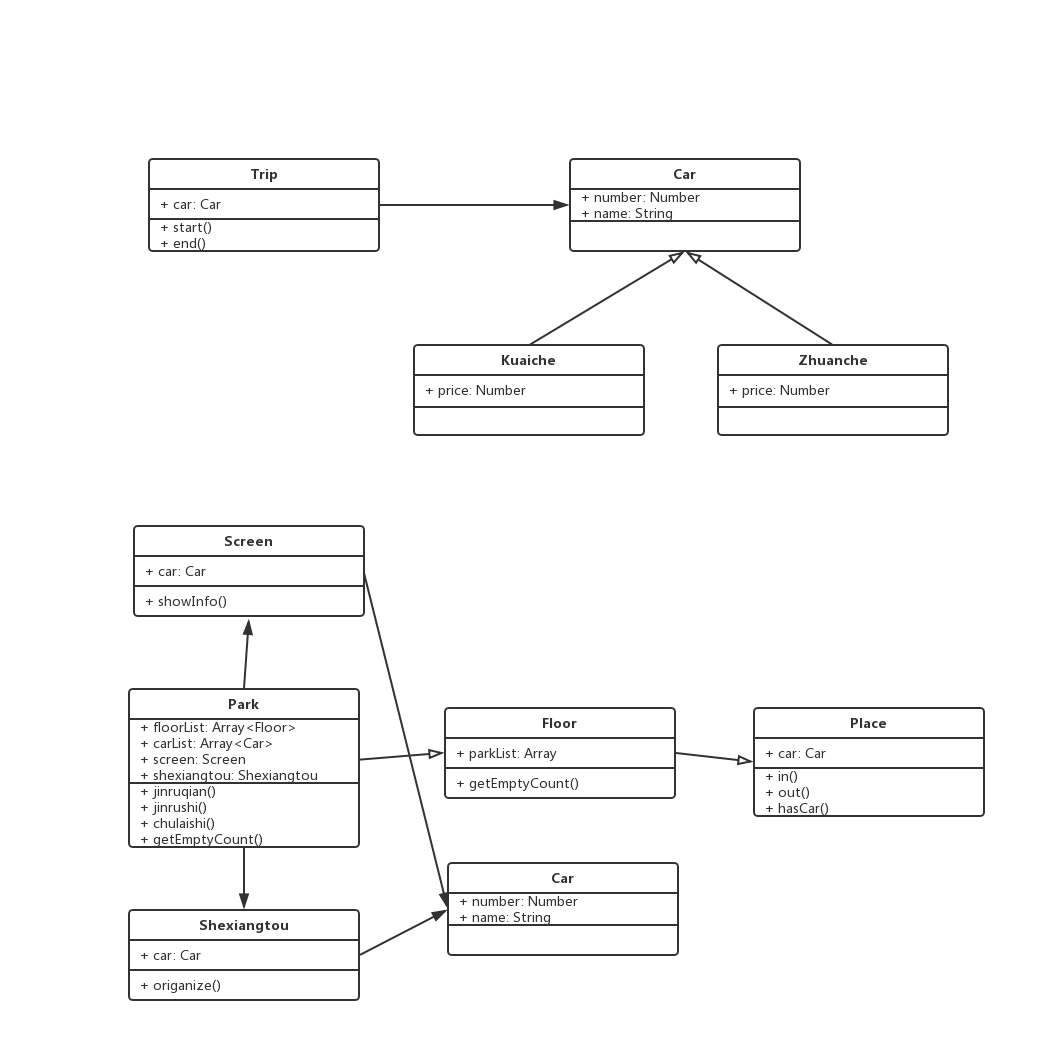 Trip
+ car: Car
+ start()
+ end()
Car
+ number: Number
+ name: String
Kuaiche
+ price: Number
Zhuanche
+ price: Number
Screen
+ car: Car
+ showInfo()
Park
+ floorList: Array<Floor>
+ carList: Array<Car>
+ screen: Screen
+ shexiangtou: Shexiangtou
+ jinruqian()
+ jinrushi()
+ chulaishi()
+ getEmptyCount()
Floor
+ parkList: Array
+ getEmptyCount()
Place
+ car: Car
+ in()
+ out()
+ hasCar()
Car
+ number: Number
+ name: String
Shexiangtou
+ car: Car
+ origanize()